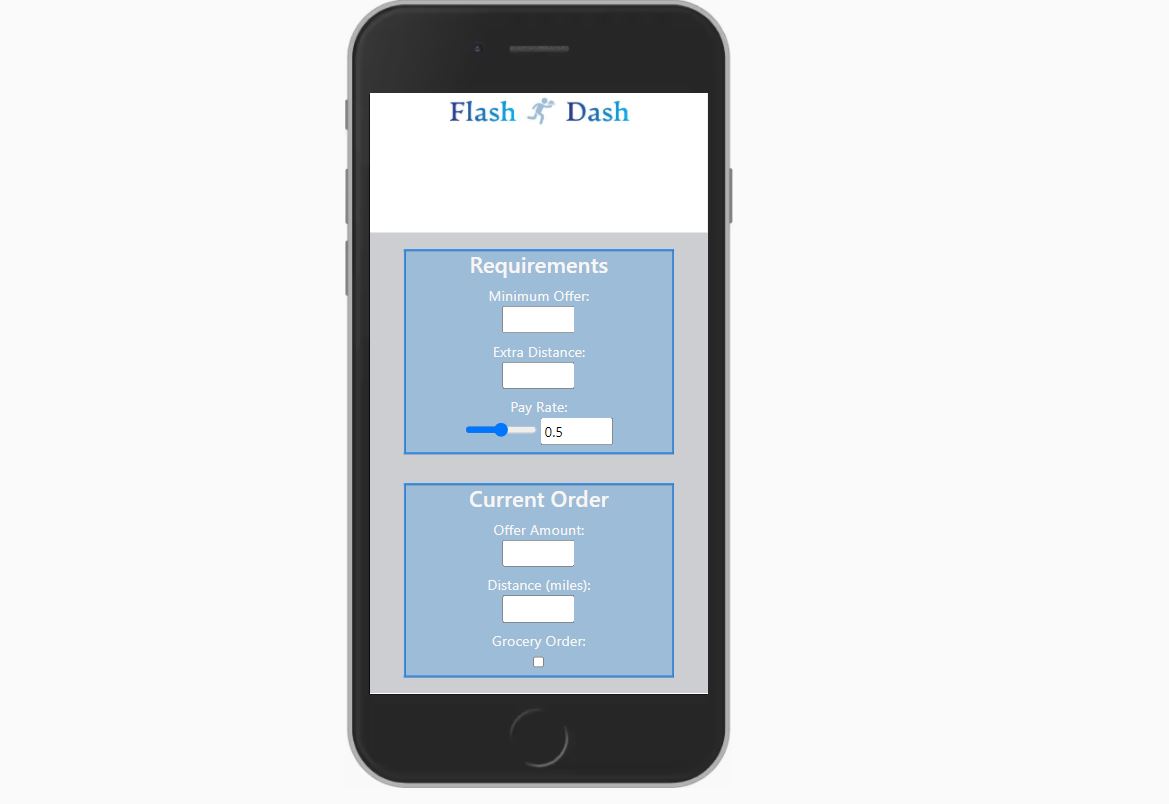 Flash Dash
Requirements
Minimum Offer:
Extra Distance:
Pay Rate:
0.5
Current Order
Offer Amount:
Distance (miles):
Grocery Order: